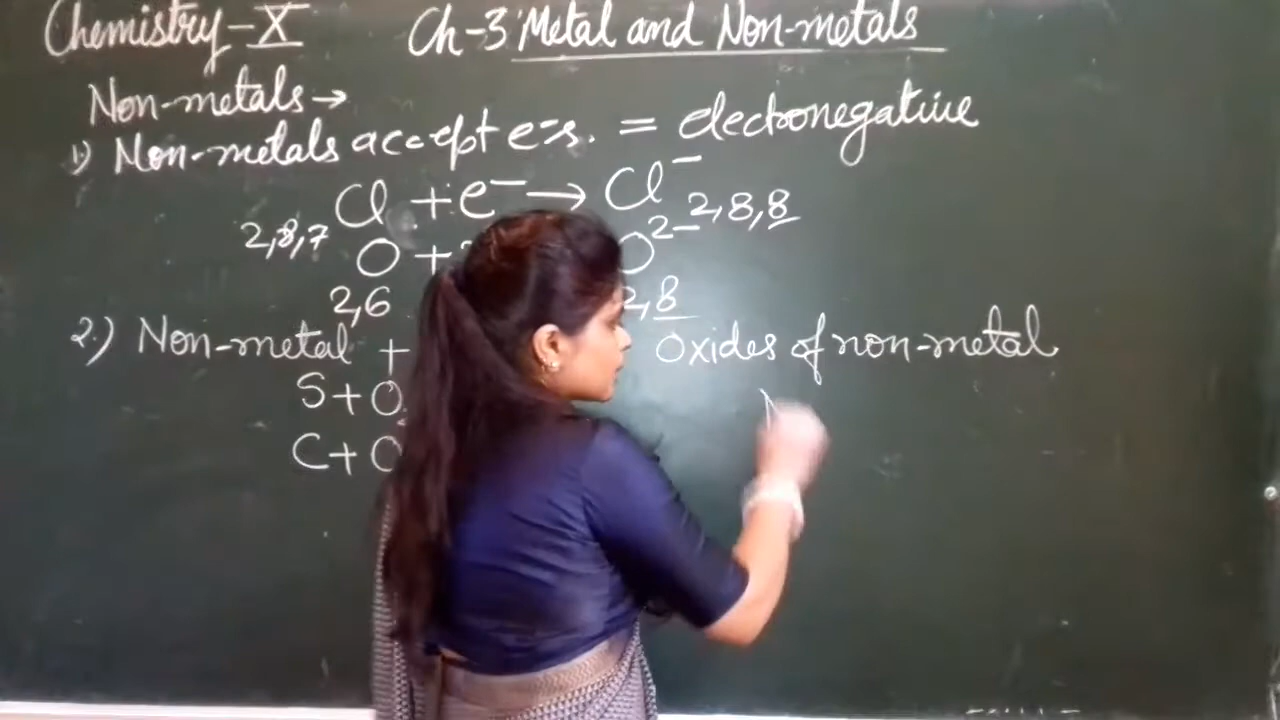 Chemistry-X Ch-3 Metal and Non-metals
Non-metals →
1.) Non-metals accept e-s. = electronegative
Cl + e⁻ → Cl⁻
2,8,7 2,8,8
O + O²⁻
2,6 2,8
2.) Non-metal + Oxides of non-metal
S + O
C + O